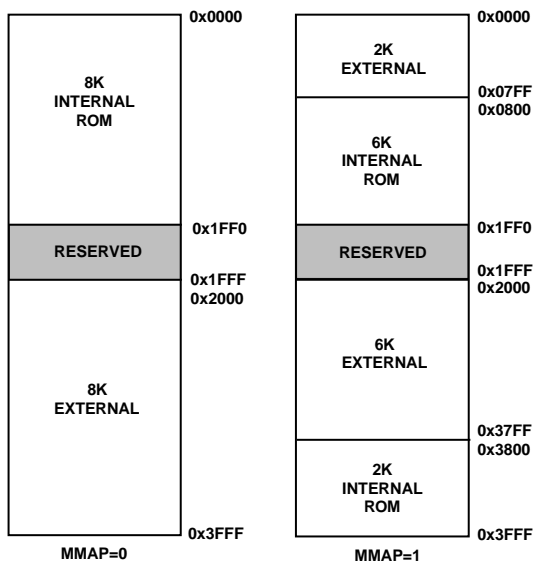 0x0000
8K
INTERNAL
ROM
0x1FF0
RESERVED
0x1FFF
0x2000
8K
EXTERNAL
0x3FFF
MMAP=0
0x0000
2K
EXTERNAL
0x07FF
0x0800
6K
INTERNAL
ROM
0x1FF0
RESERVED
0x1FFF
0x2000
6K
EXTERNAL
0x37FF
0x3800
2K
INTERNAL
ROM
0x3FFF
MMAP=1